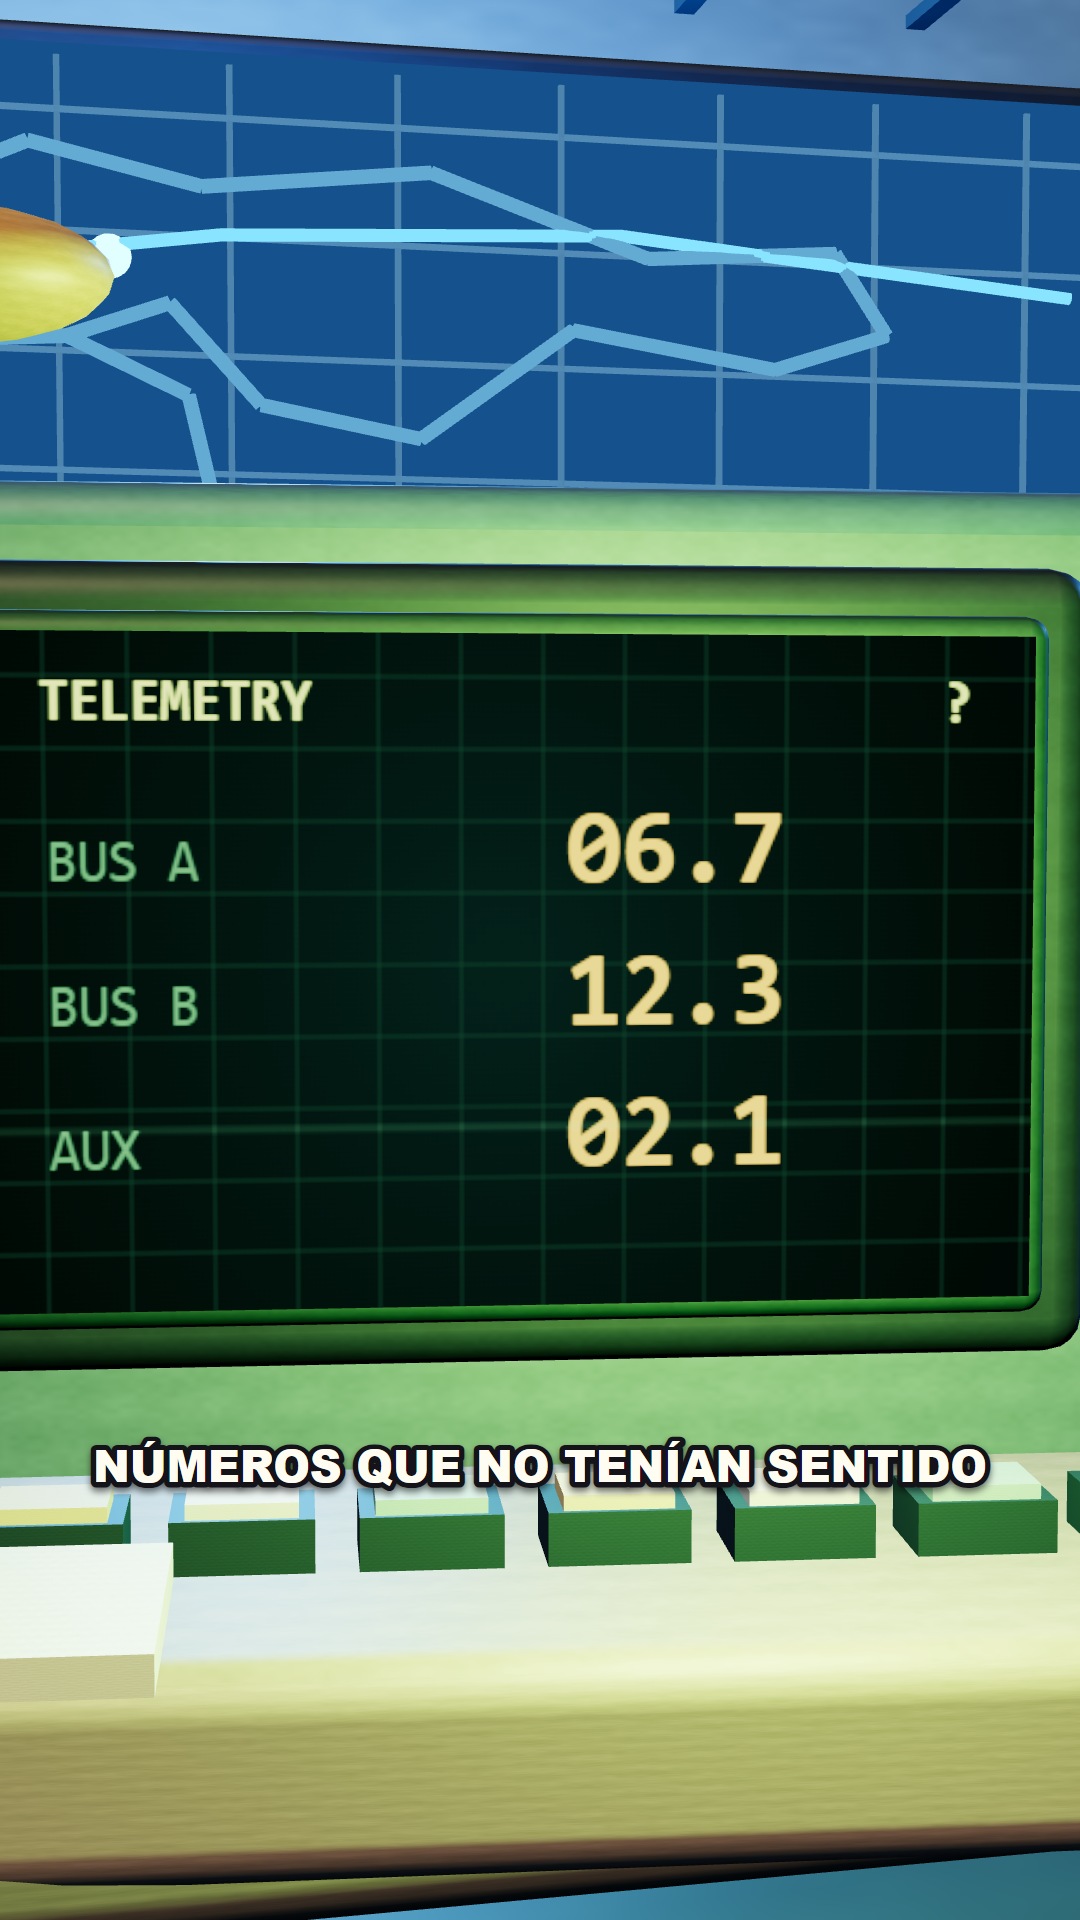 TELEMETRY ?
BUS A 06.7
BUS B 12.3
AUX 02.1
NÚMEROS QUE NO TENÍAN SENTIDO